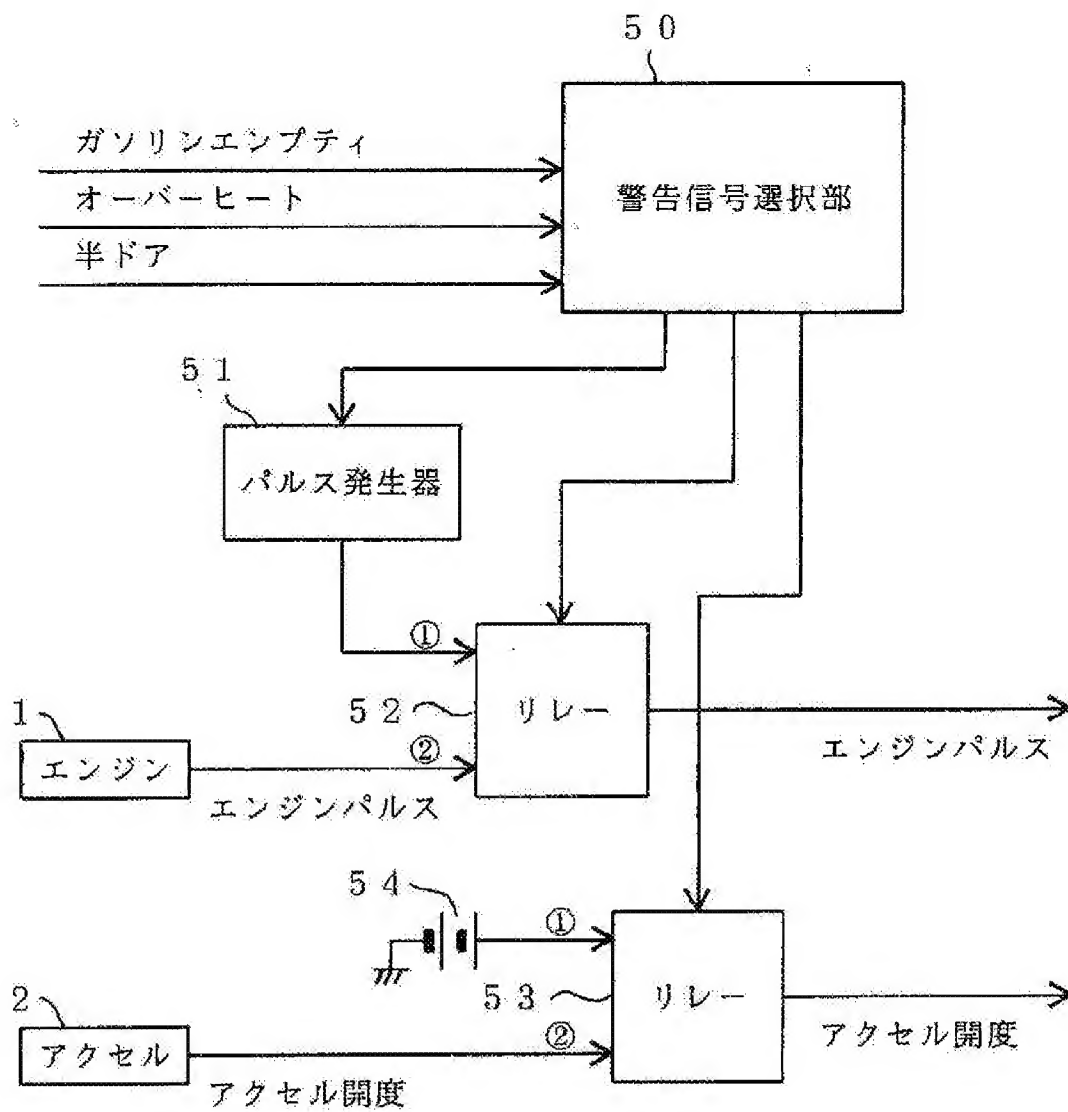 ５０
ガソリンエンプティ
オーバーヒート
半ドア
警告信号選択部
５１
パルス発生器
①
５２
リレー
エンジンパルス
１
エンジン
②
エンジンパルス
５４
①
５３
リレー
アクセル開度
２
アクセル
②
アクセル開度